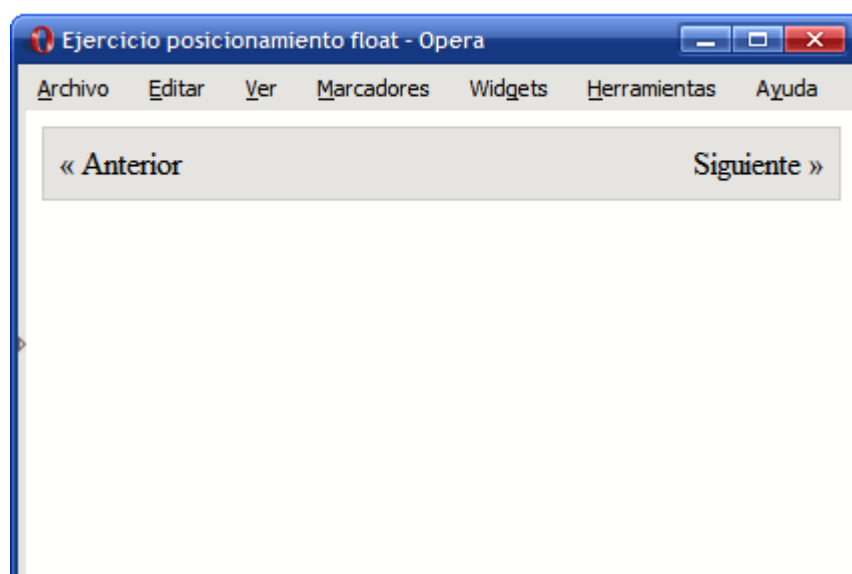 Ejercicio posicionamiento float - Opera
Archivo Editar Ver Marcadores Widgets Herramientas Ayuda
« Anterior Siguiente »